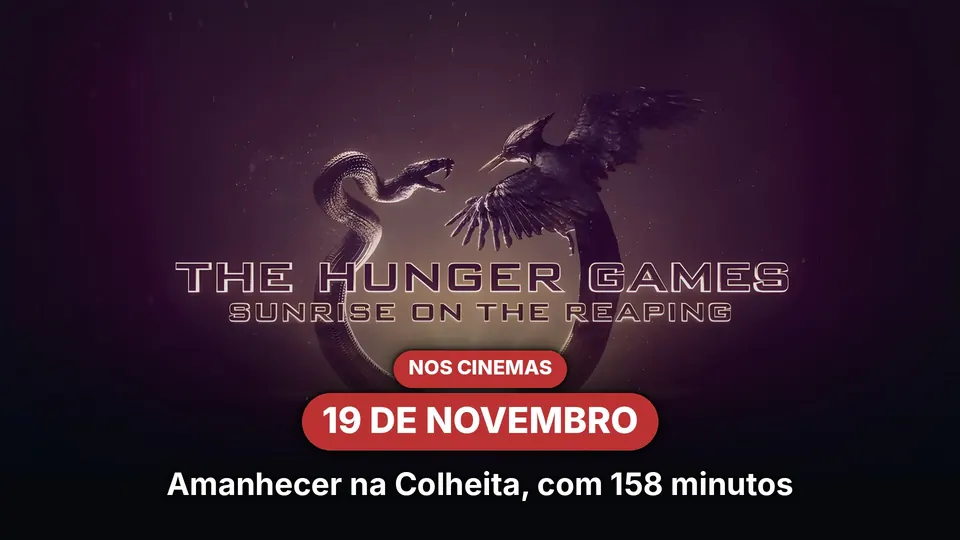 THE HUNGER GAMES
SUNRISE ON THE REAPING
NOS CINEMAS
19 DE NOVEMBRO
Amanhecer na Colheita, com 158 minutos